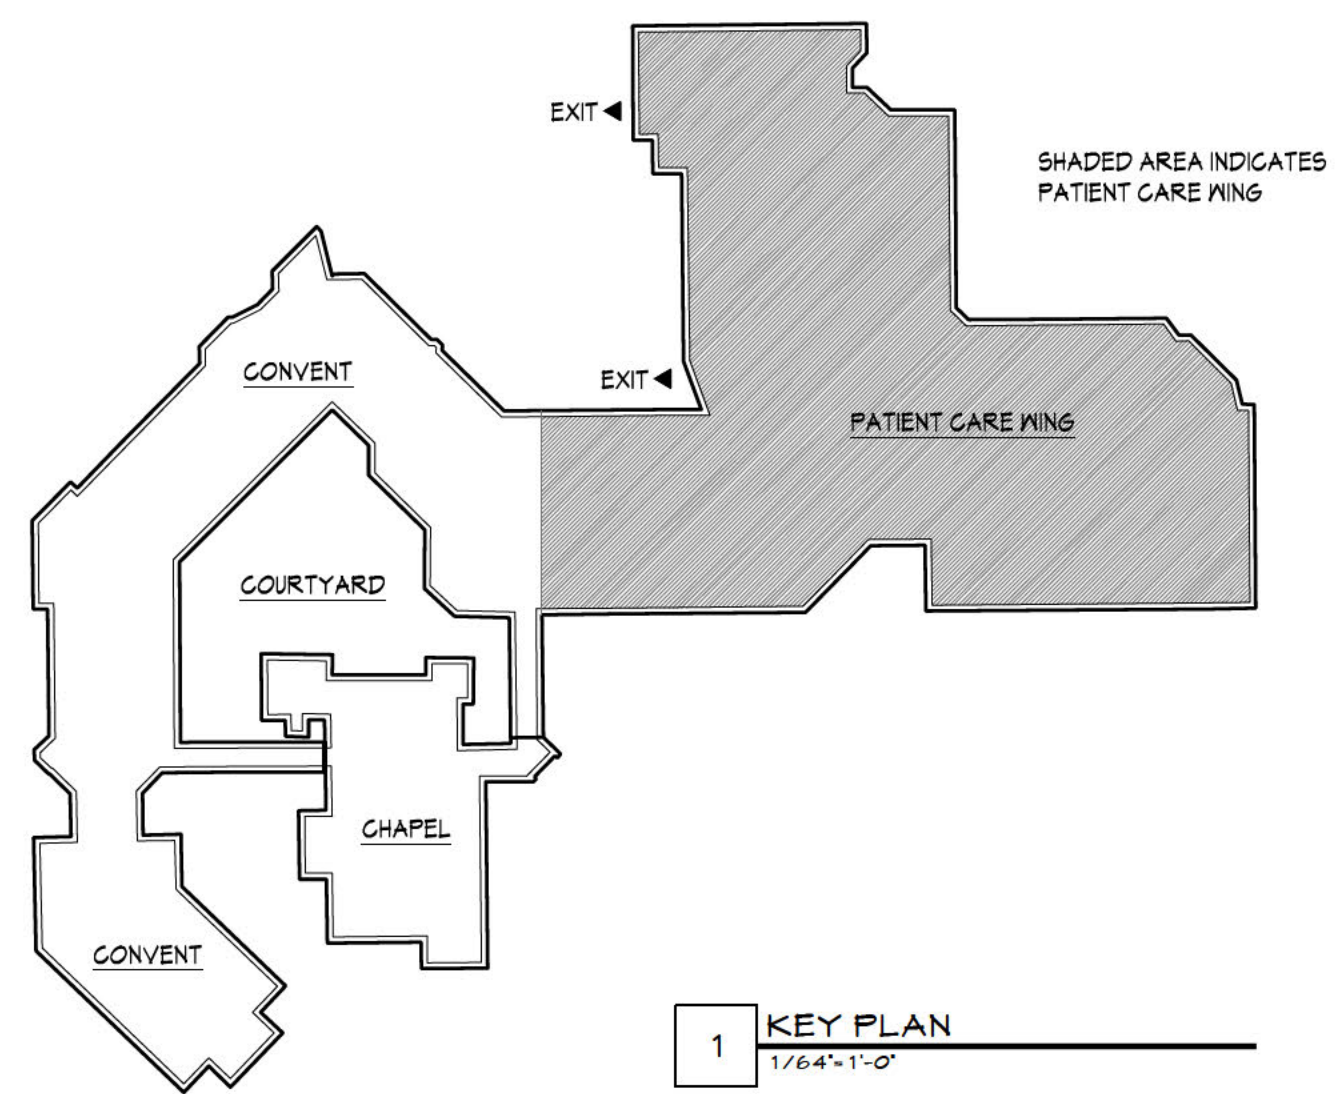 EXIT
SHADED AREA INDICATES
PATIENT CARE WING
CONVENT
EXIT
PATIENT CARE WING
COURTYARD
CHAPEL
CONVENT
1
KEY PLAN
1/64"=1'-0"